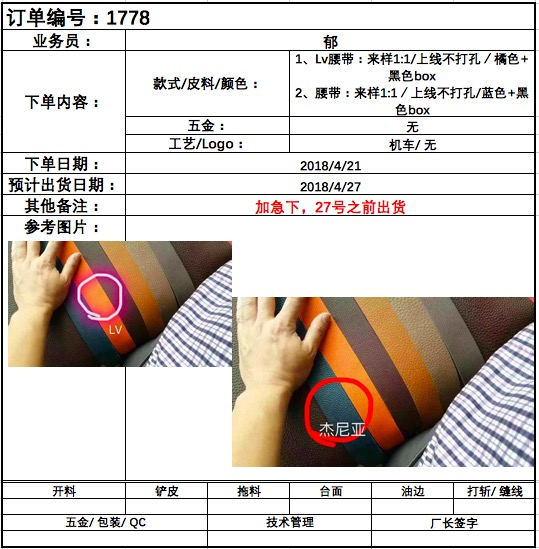 订单编号：1778
业务员： 郁
下单内容： 款式/皮料/颜色： 1、Lv腰带：来样1:1/上线不打孔 / 橘色+
黑色box
2、腰带：来样1:1 / 上线不打孔/蓝色+黑
色box
五金： 无
工艺/Logo： 机车/ 无
下单日期： 2018/4/21
预计出货日期： 2018/4/27
其他备注： 加急下，27号之前出货
参考图片：
LV
杰尼亚
开料 铲皮 拖料 台面 油边 打斩/ 缝线
五金/ 包装/ QC 技术管理 厂长签字